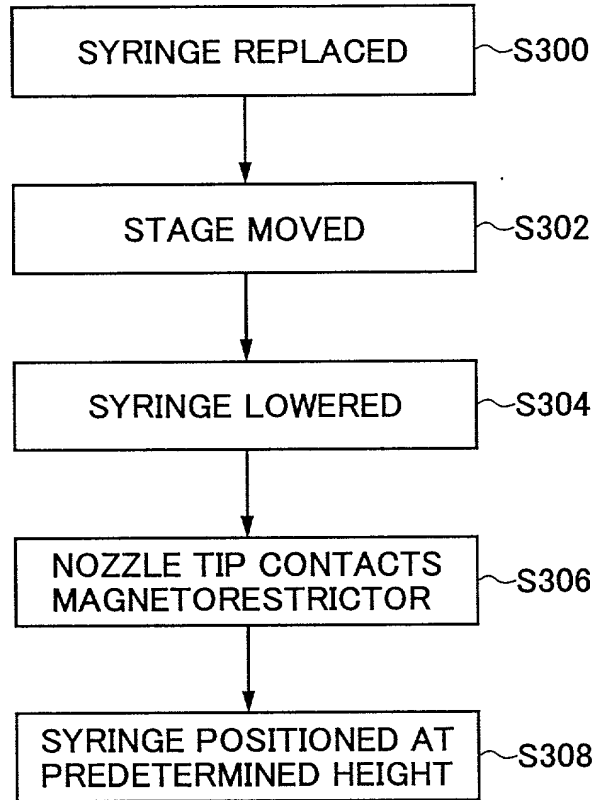 SYRINGE REPLACED
S300
STAGE MOVED
S302
SYRINGE LOWERED
S304
NOZZLE TIP CONTACTS
MAGNETORESTRICTOR
S306
SYRINGE POSITIONED AT
PREDETERMINED HEIGHT
S308